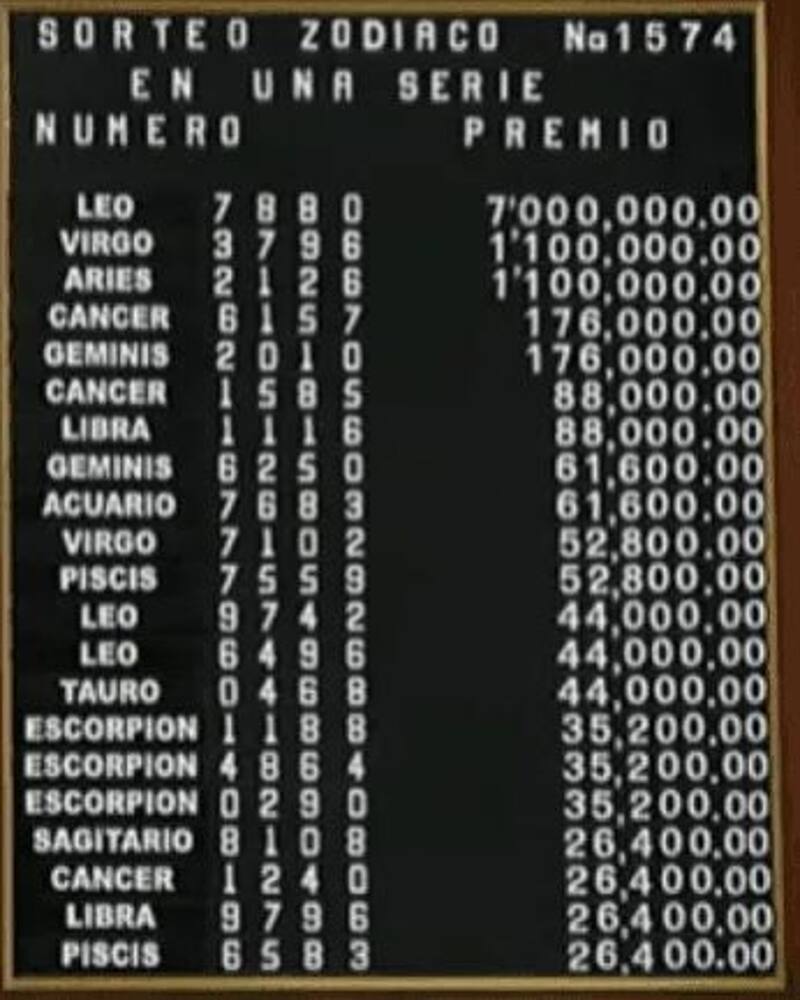 SORTEO ZODIACO No1574
EN UNA SERIE
NUMERO PREMIO
LEO 7880 7'000,000.00
VIRGO 3796 1'100,000.00
ARIES 2126 1'100,000.00
CANCER 6157 176,000.00
GEMINIS 2010 176,000.00
CANCER 1585 88,000.00
LIBRA 1116 88,000.00
GEMINIS 6250 61,600.00
ACUARIO 7683 61,600.00
VIRGO 7102 52,800.00
PISCIS 7559 52,800.00
LEO 9742 44,000.00
LEO 6496 44,000.00
TAURO 0468 44,000.00
ESCORPION 1188 35,200.00
ESCORPION 4864 35,200.00
ESCORPION 0290 35,200.00
SAGITARIO 8108 26,400.00
CANCER 1240 26,400.00
LIBRA 9796 26,400.00
PISCIS 6583 26,400.00